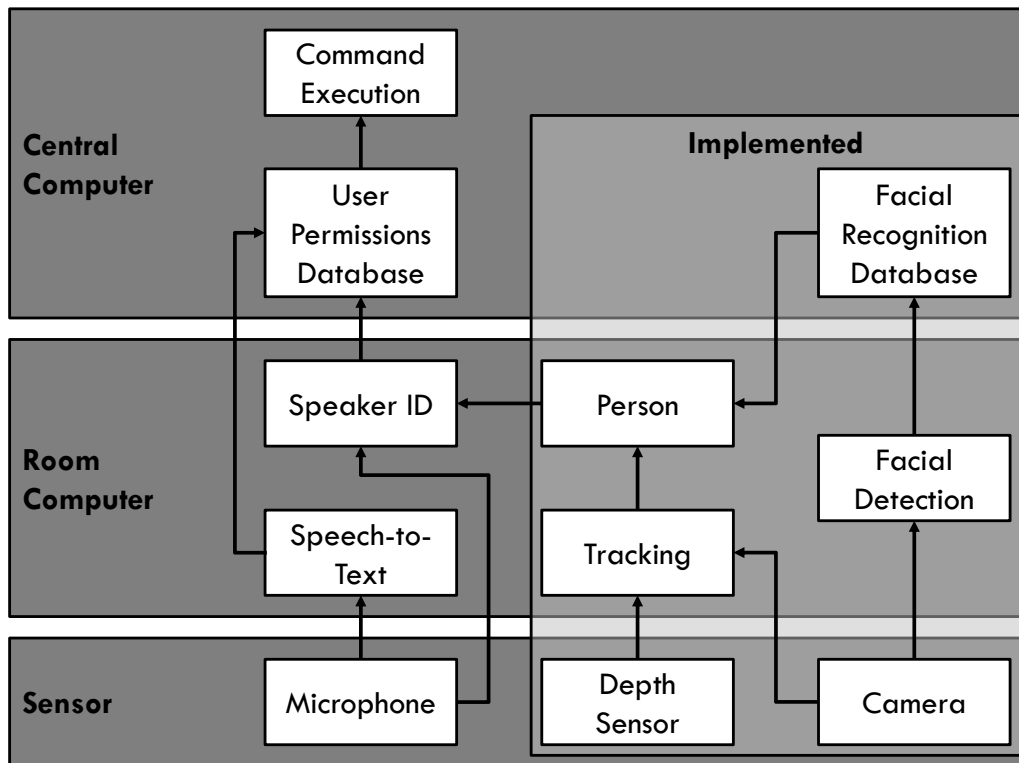 Command
Execution
Central
Computer
Implemented
User
Permissions
Database
Facial
Recognition
Database
Room
Computer
Speaker ID
Person
Facial
Detection
Speech-to-
Text
Tracking
Sensor
Microphone
Depth
Sensor
Camera